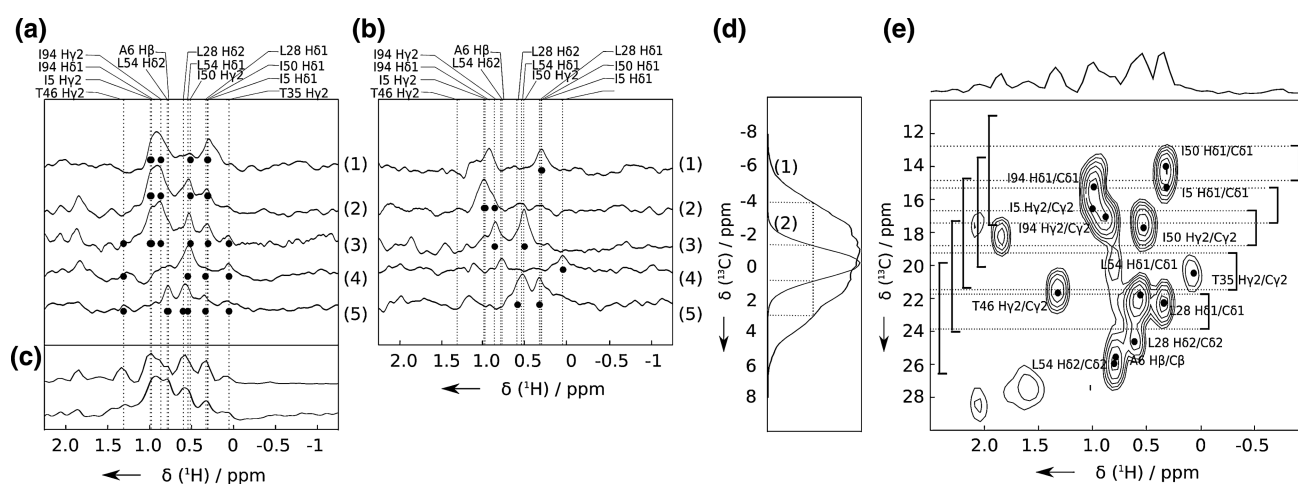 (a)
I94 Hγ2
I94 Hδ1
I5 Hγ2
T46 Hγ2
A6 Hβ
L54 Hδ2
L28 Hδ2
L54 Hδ1
I50 Hγ2
L28 Hδ1
I50 Hδ1
I5 Hδ1
T35 Hγ2
(1)
(2)
(3)
(4)
(5)
(c)
2.0 1.5 1.0 0.5 0 -0.5 -1
δ (¹H) / ppm
(b)
I94 Hγ2
I94 Hδ1
I5 Hγ2
T46 Hγ2
A6 Hβ
L54 Hδ2
L28 Hδ2
L54 Hδ1
I50 Hγ2
L28 Hδ1
I50 Hδ1
I5 Hδ1
(1)
(2)
(3)
(4)
(5)
2.0 1.5 1.0 0.5 0 -0.5 -1
δ (¹H) / ppm
(d)
δ (¹³C) / ppm
-8
-6
-4
-2
0
2
4
6
8
(1)
(2)
(e)
δ (¹³C) / ppm
12
14
16
18
20
22
24
26
28
I50 Hδ1/Cδ1
I94 Hδ1/Cδ1
I5 Hδ1/Cδ1
I5 Hγ2/Cγ2
I94 Hγ2/Cγ2
I50 Hγ2/Cγ2
L54 Hδ1/Cδ1
T35 Hγ2/Cγ2
T46 Hγ2/Cγ2
L28 Hδ1/Cδ1
L28 Hδ2/Cδ2
L54 Hδ2/Cδ2
A6 Hβ/Cβ
2.0 1.5 1.0 0.5 0 -0.5
δ (¹H) / ppm